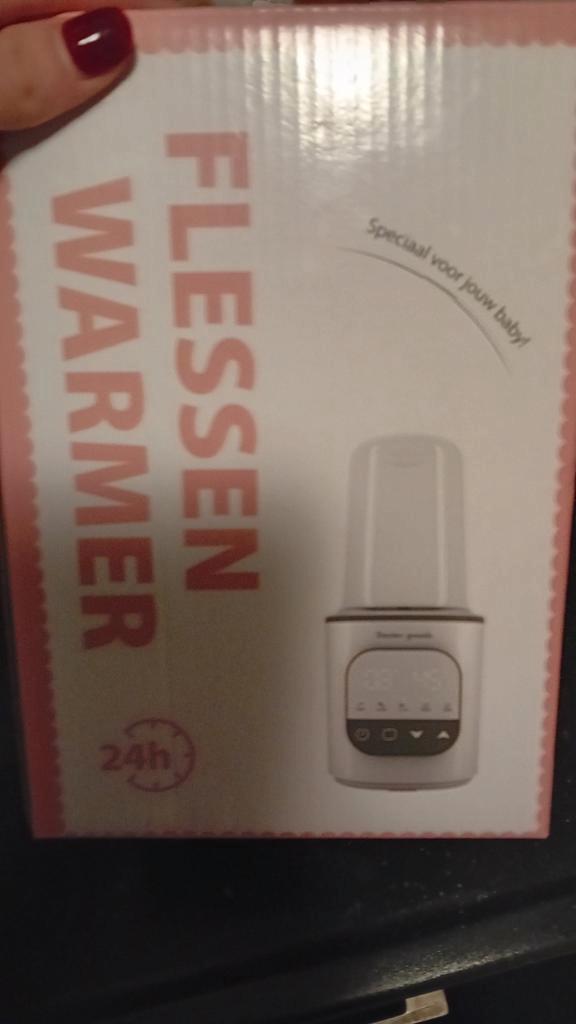 FLESSEN
WARMER
Speciaal voor jouw baby!
24h